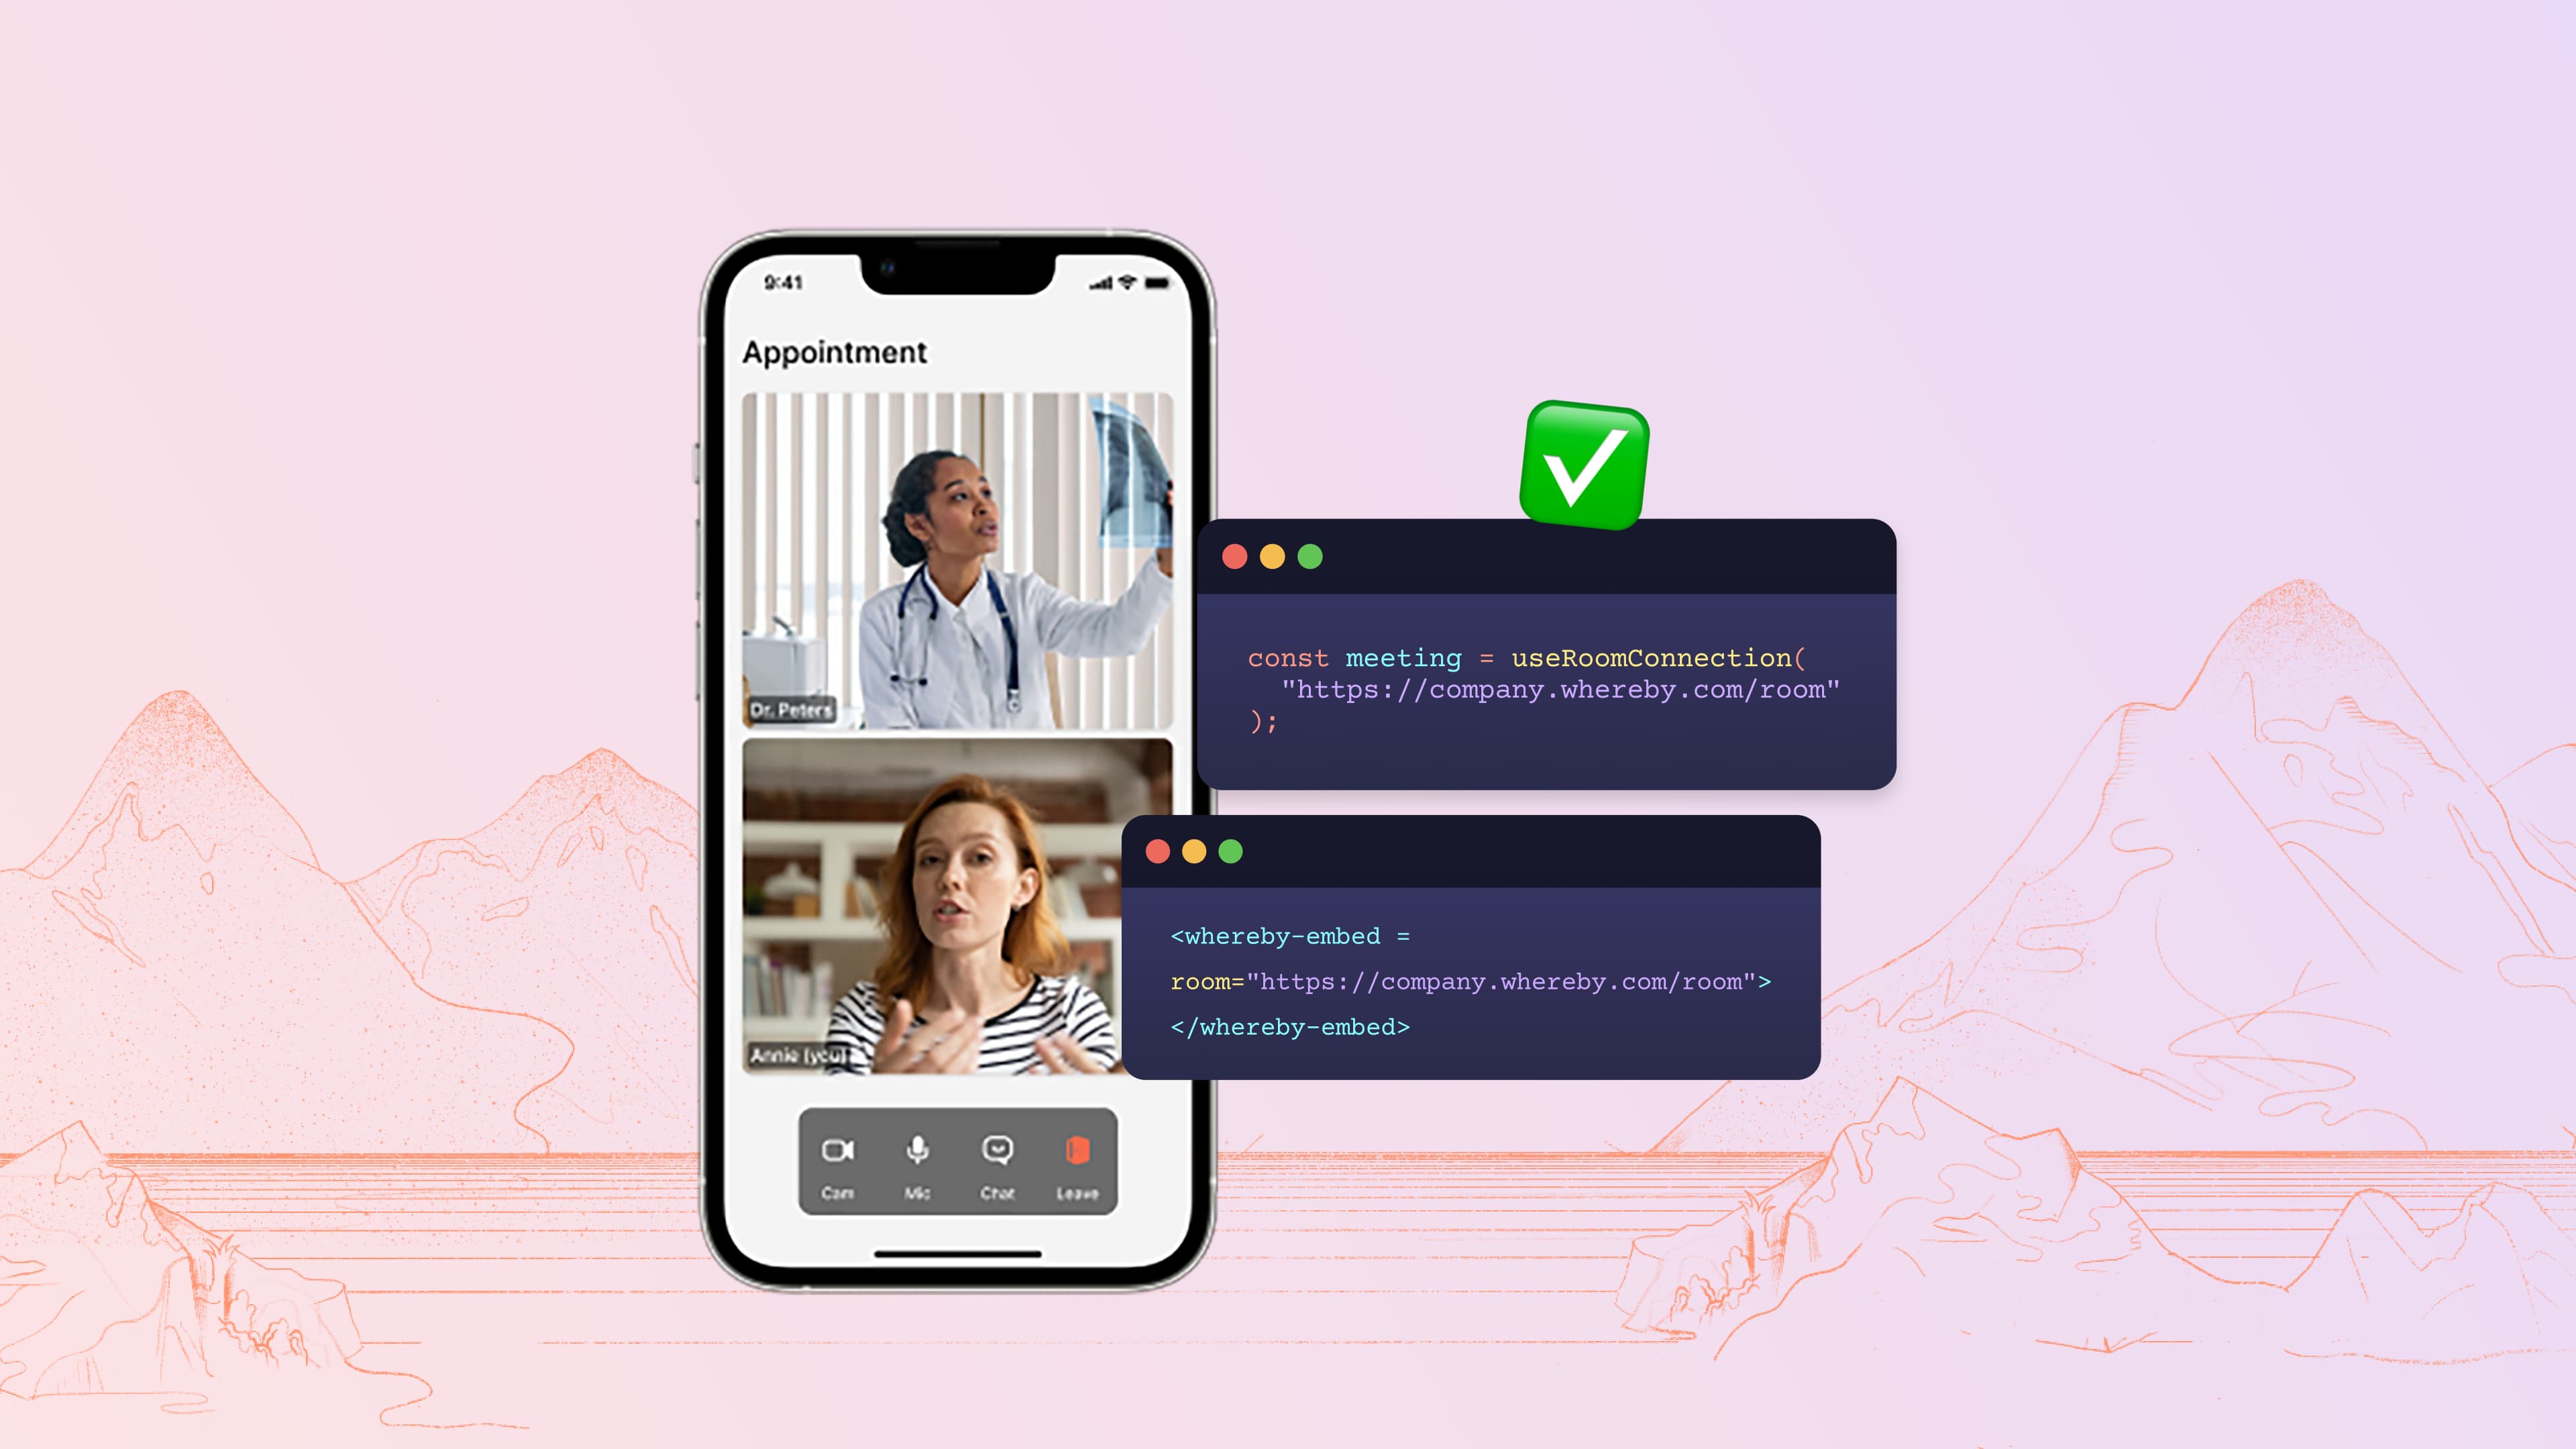 9:41
Appointment
Dr. Peters
Annie (you)
Cam Mic Chat Leave
const meeting = useRoomConnection(
"https://company.whereby.com/room"
);
<whereby-embed =
room="https://company.whereby.com/room">
</whereby-embed>